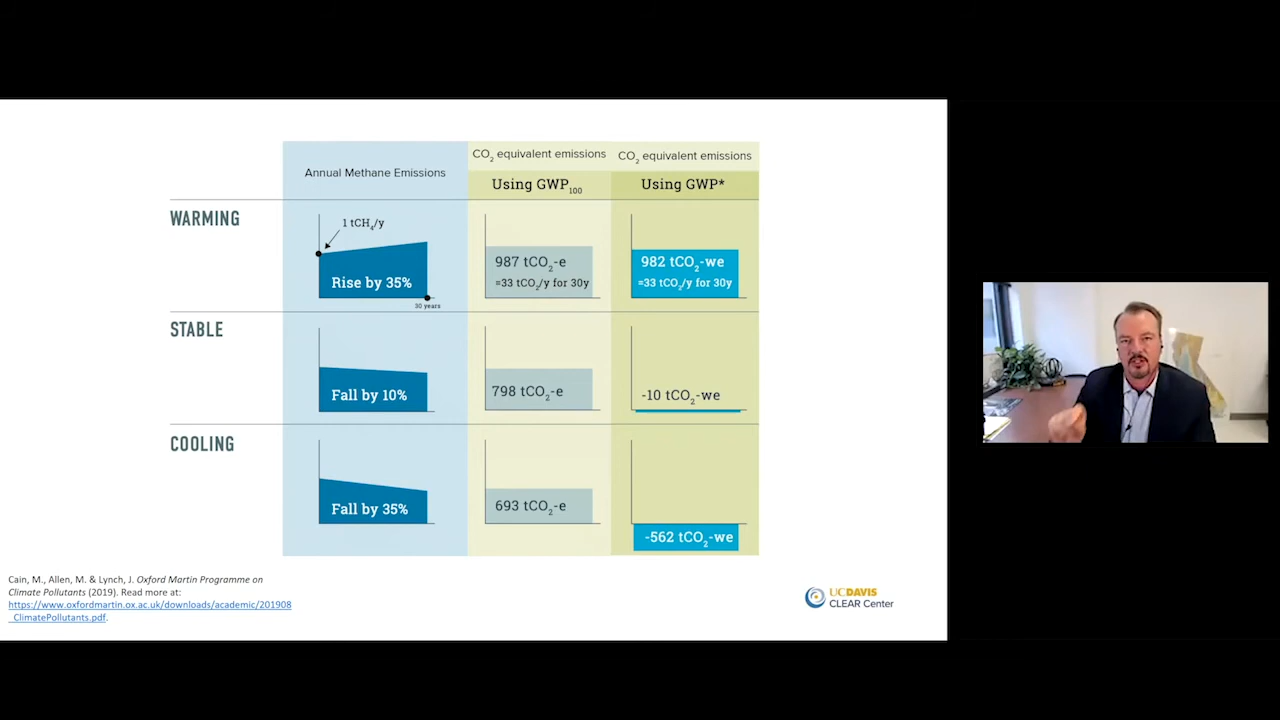 Annual Methane Emissions
CO2 equivalent emissions
Using GWP100
CO2 equivalent emissions
Using GWP*
WARMING
1 tCH4/y
Rise by 35%
30 years
987 tCO2-e
=33 tCO2/y for 30y
982 tCO2-we
=33 tCO2/y for 30y
STABLE
Fall by 10%
798 tCO2-e
-10 tCO2-we
COOLING
Fall by 35%
693 tCO2-e
-562 tCO2-we
Cain, M., Allen, M. & Lynch, J. Oxford Martin Programme on
Climate Pollutants (2019). Read more at:
https://www.oxfordmartin.ox.ac.uk/downloads/academic/201908
_ClimatePollutants.pdf.
UCDAVIS
CLEAR Center